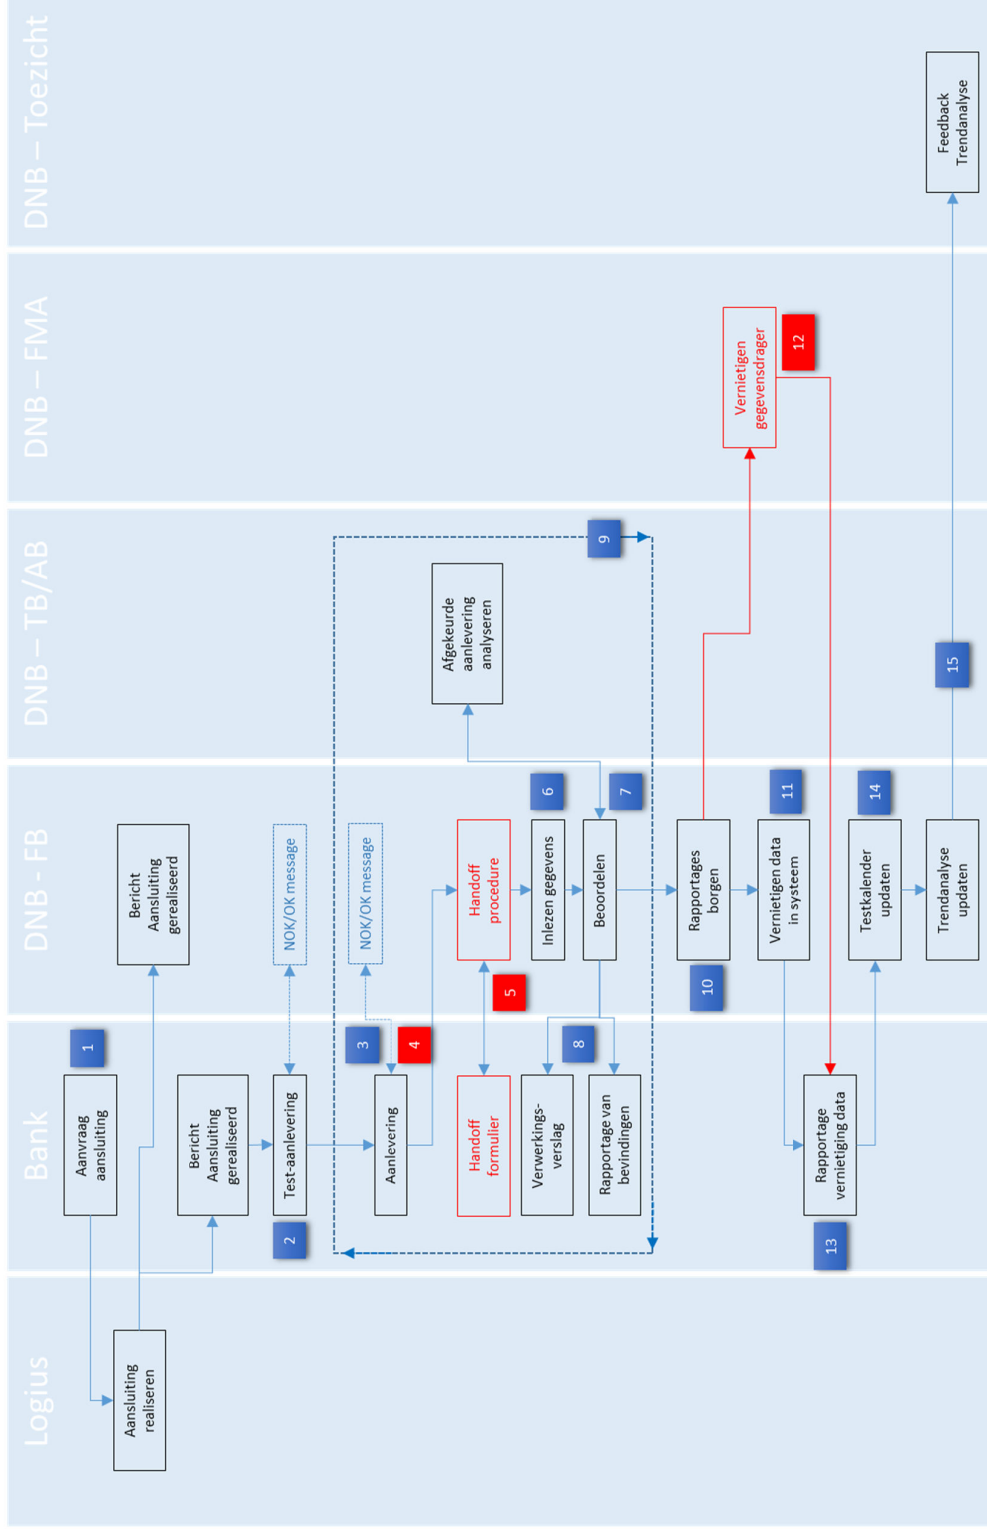 Logius
Bank
DNB - FB
DNB – TB/AB
DNB – FMA
DNB – Toezicht
Aanvraag
aansluiting
1
Aansluiting
realiseren
Bericht
Aansluiting
gerealiseerd
Bericht
Aansluiting
gerealiseerd
2
Test-aanlevering
NOK/OK message
3
NOK/OK message
Aanlevering
4
Handoff
formulier
5
Handoff
procedure
Afgekeurde
aanlevering
analyseren
6
Inlezen gegevens
Verwerkings-
verslag
8
Beoordelen
7
9
Rapportage van
bevindingen
10
Rapportages
borgen
Vernietigen
gegevensdrager
12
Vernietigen data
in systeem
11
13
Rapportage
vernietiging data
Testkalender
updaten
14
Trendanalyse
updaten
15
Feedback
Trendanalyse